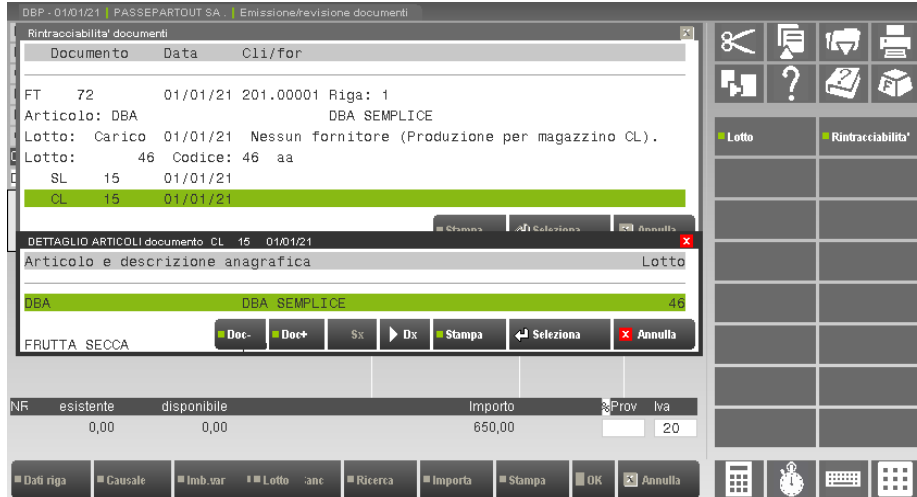 DBP - 01/01/21 | PASSEPARTOUT SA . | Emissione/revisione documenti
Rintracciabilita' documenti
Documento Data Cli/for
FT 72 01/01/21 201.00001 Riga: 1
Articolo: DBA DBA SEMPLICE
Lotto: Carico 01/01/21 Nessun fornitore (Produzione per magazzino CL).
Lotto: 46 Codice: 46 aa
SL 15 01/01/21
CL 15 01/01/21
Stampa Seleziona Annulla
DETTAGLIO ARTICOLI documento CL 15 01/01/21
Articolo e descrizione anagrafica Lotto
DBA DBA SEMPLICE 46
Doc- Doc+ Sx Dx Stampa Seleziona Annulla
FRUTTA SECCA
esistente disponibile Importo %Prov Iva
0,00 0,00 650,00 20
Dati riga Causale Imb.var Lotto Ricerca Importa Stampa OK Annulla
Lotto Rintracciabilita'